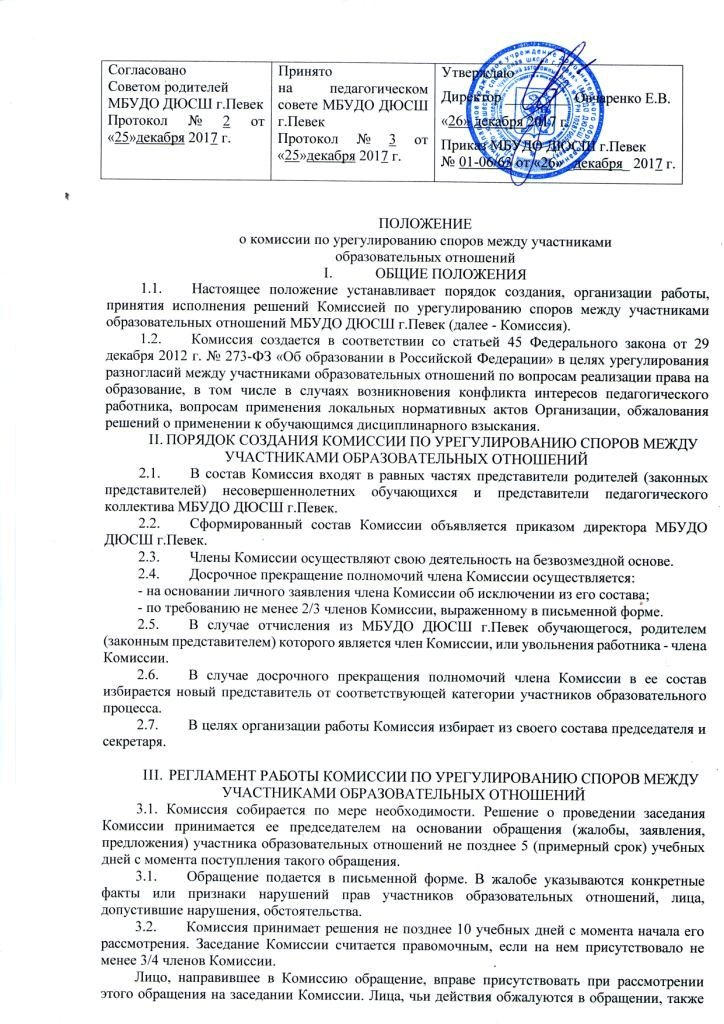 Согласовано
Советом родителей
МБУДО ДЮСШ г.Певек
Протокол № 2 от
«25»декабря 2017 г.
Принято
на педагогическом
совете МБУДО ДЮСШ
г.Певек
Протокол № 3 от
«25»декабря 2017 г.
Утверждаю
Директор Овчаренко Е.В.
«26» декабря 2017 г.
Приказ МБУДО ДЮСШ г.Певек
№ 01-06/63 от «26» декабря 2017 г.
ПОЛОЖЕНИЕ
о комиссии по урегулированию споров между участниками
образовательных отношений
I. ОБЩИЕ ПОЛОЖЕНИЯ
1.1. Настоящее положение устанавливает порядок создания, организации работы,
принятия исполнения решений Комиссией по урегулированию споров между участниками
образовательных отношений МБУДО ДЮСШ г.Певек (далее - Комиссия).
1.2. Комиссия создается в соответствии со статьей 45 Федерального закона от 29
декабря 2012 г. № 273-ФЗ «Об образовании в Российской Федерации» в целях урегулирования
разногласий между участниками образовательных отношений по вопросам реализации права на
образование, в том числе в случаях возникновения конфликта интересов педагогического
работника, вопросам применения локальных нормативных актов Организации, обжалования
решений о применении к обучающимся дисциплинарного взыскания.
II. ПОРЯДОК СОЗДАНИЯ КОМИССИИ ПО УРЕГУЛИРОВАНИЮ СПОРОВ МЕЖДУ
УЧАСТНИКАМИ ОБРАЗОВАТЕЛЬНЫХ ОТНОШЕНИЙ
2.1. В состав Комиссия входят в равных частях представители родителей (законных
представителей) несовершеннолетних обучающихся и представители педагогического
коллектива МБУДО ДЮСШ г.Певек.
2.2. Сформированный состав Комиссии объявляется приказом директора МБУДО
ДЮСШ г.Певек.
2.3. Члены Комиссии осуществляют свою деятельность на безвозмездной основе.
2.4. Досрочное прекращение полномочий члена Комиссии осуществляется:
- на основании личного заявления члена Комиссии об исключении из его состава;
- по требованию не менее 2/3 членов Комиссии, выраженному в письменной форме.
2.5. В случае отчисления из МБУДО ДЮСШ г.Певек обучающегося, родителем
(законным представителем) которого является член Комиссии, или увольнения работника - члена
Комиссии.
2.6. В случае досрочного прекращения полномочий члена Комиссии в ее состав
избирается новый представитель от соответствующей категории участников образовательного
процесса.
2.7. В целях организации работы Комиссия избирает из своего состава председателя и
секретаря.
III. РЕГЛАМЕНТ РАБОТЫ КОМИССИИ ПО УРЕГУЛИРОВАНИЮ СПОРОВ МЕЖДУ
УЧАСТНИКАМИ ОБРАЗОВАТЕЛЬНЫХ ОТНОШЕНИЙ
3.1. Комиссия собирается по мере необходимости. Решение о проведении заседания
Комиссии принимается ее председателем на основании обращения (жалобы, заявления,
предложения) участника образовательных отношений не позднее 5 (примерный срок) учебных
дней с момента поступления такого обращения.
3.1. Обращение подается в письменной форме. В жалобе указываются конкретные
факты или признаки нарушений прав участников образовательных отношений, лица,
допустившие нарушения, обстоятельства.
3.2. Комиссия принимает решения не позднее 10 учебных дней с момента начала его
рассмотрения. Заседание Комиссии считается правомочным, если на нем присутствовало не
менее 3/4 членов Комиссии.
Лицо, направившее в Комиссию обращение, вправе присутствовать при рассмотрении
этого обращения на заседании Комиссии. Лица, чьи действия обжалуются в обращении, также